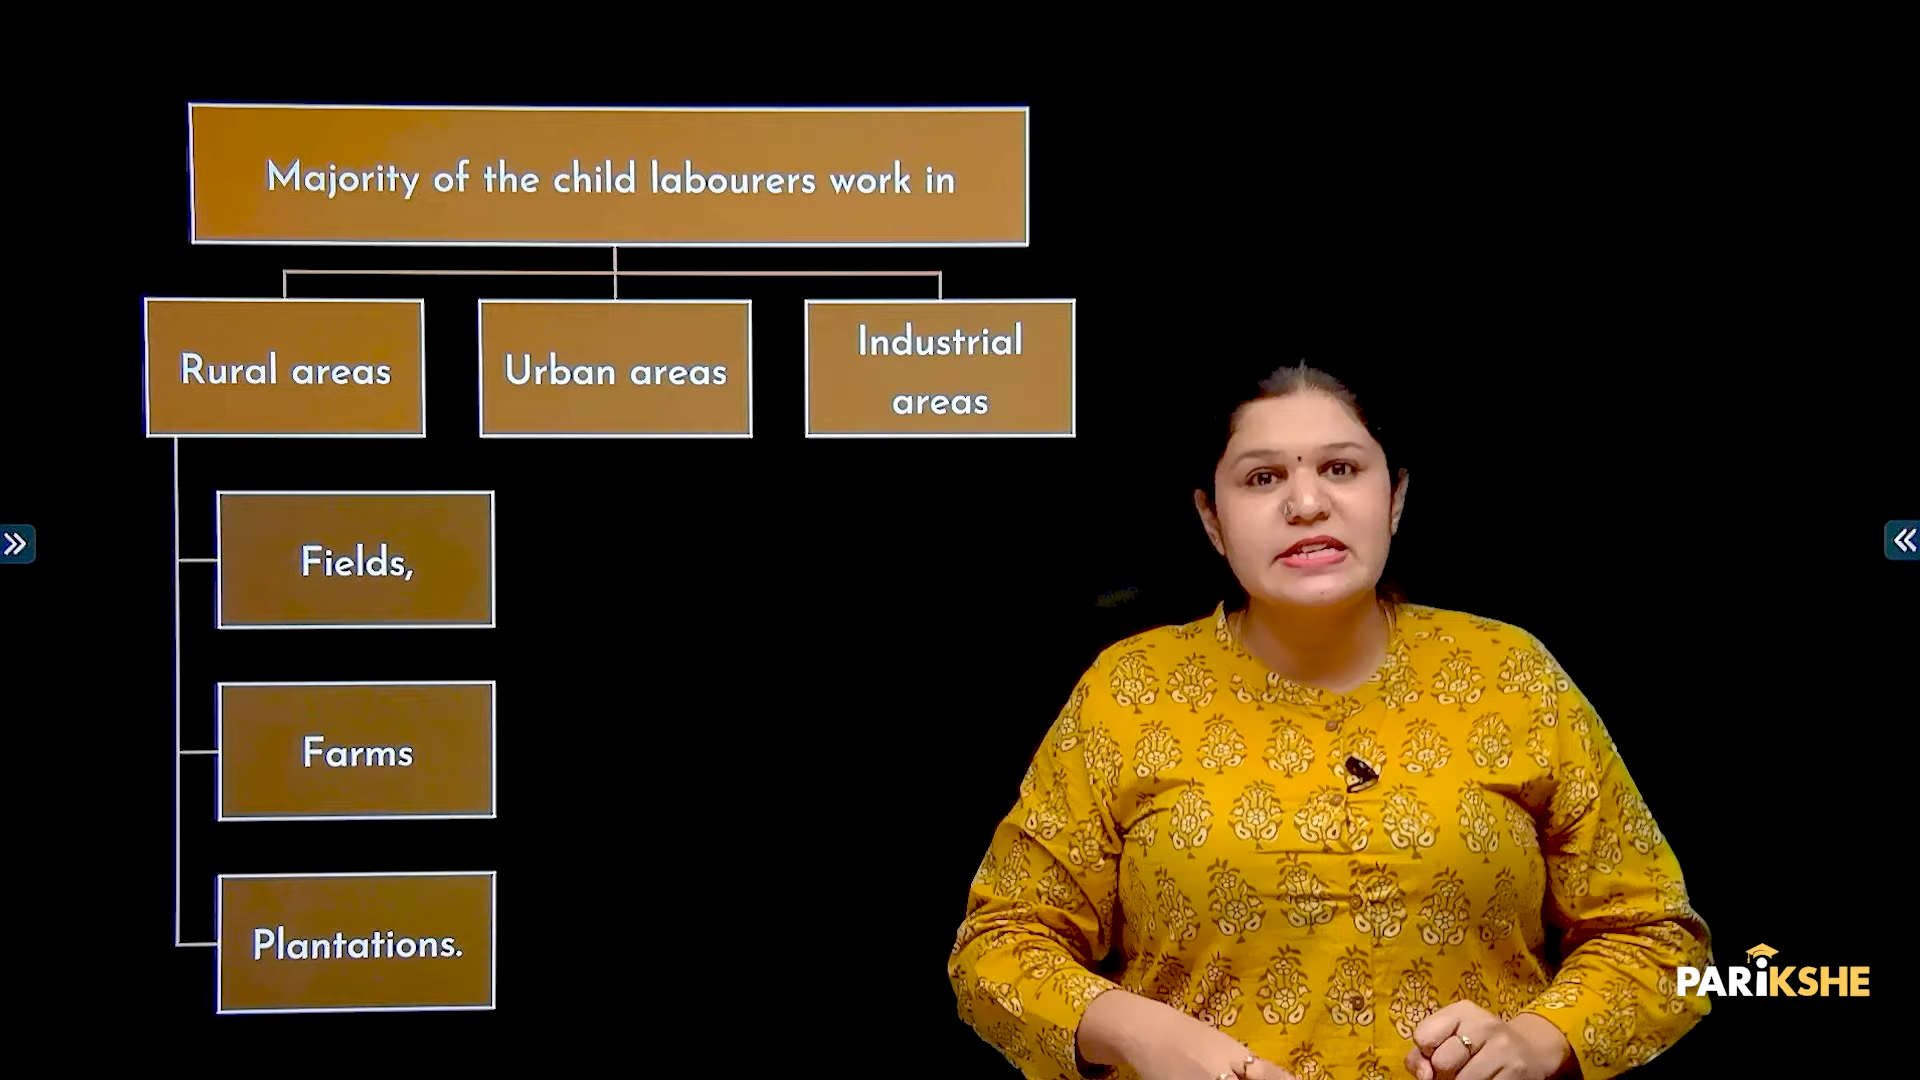 Majority of the child labourers work in
Rural areas
Urban areas
Industrial
areas
Fields,
Farms
Plantations.
PARiKSHE